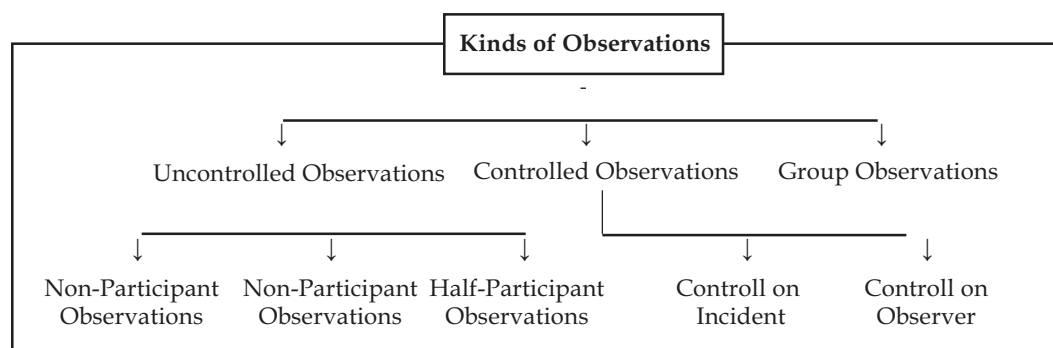 Kinds of Observations
-
Uncontrolled Observations Controlled Observations Group Observations
Non-Participant Non-Participant Half-Participant Controll on Controll on
Observations Observations Observations Incident Observer